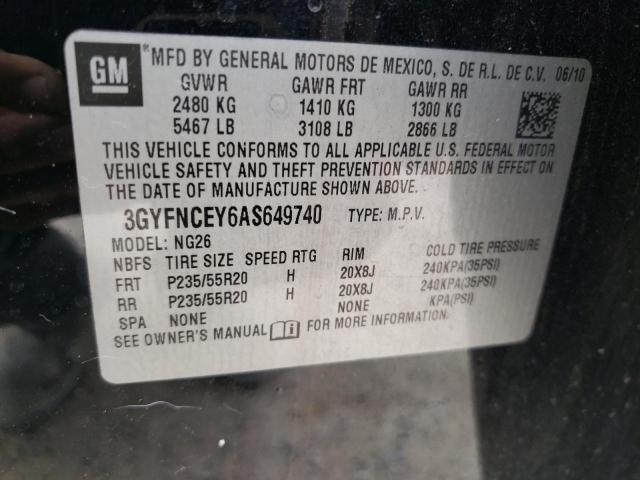 GM ® MFD BY GENERAL MOTORS DE MEXICO, S. DE R.L. DE C.V. 06/10
GVWR GAWR FRT GAWR RR
2480 KG 1410 KG 1300 KG
5467 LB 3108 LB 2866 LB
THIS VEHICLE CONFORMS TO ALL APPLICABLE U.S. FEDERAL MOTOR
VEHICLE SAFETY AND THEFT PREVENTION STANDARDS IN EFFECT ON
THE DATE OF MANUFACTURE SHOWN ABOVE.
3GYFNCEY6AS649740 TYPE: M.P.V.
MODEL: NG26
NBFS TIRE SIZE SPEED RTG RIM COLD TIRE PRESSURE
FRT P235/55R20 H 20X8J 240KPA(35PSI)
RR P235/55R20 H 20X8J 240KPA(35PSI)
SPA NONE NONE KPA(PSI)
SEE OWNER'S MANUAL i FOR MORE INFORMATION.